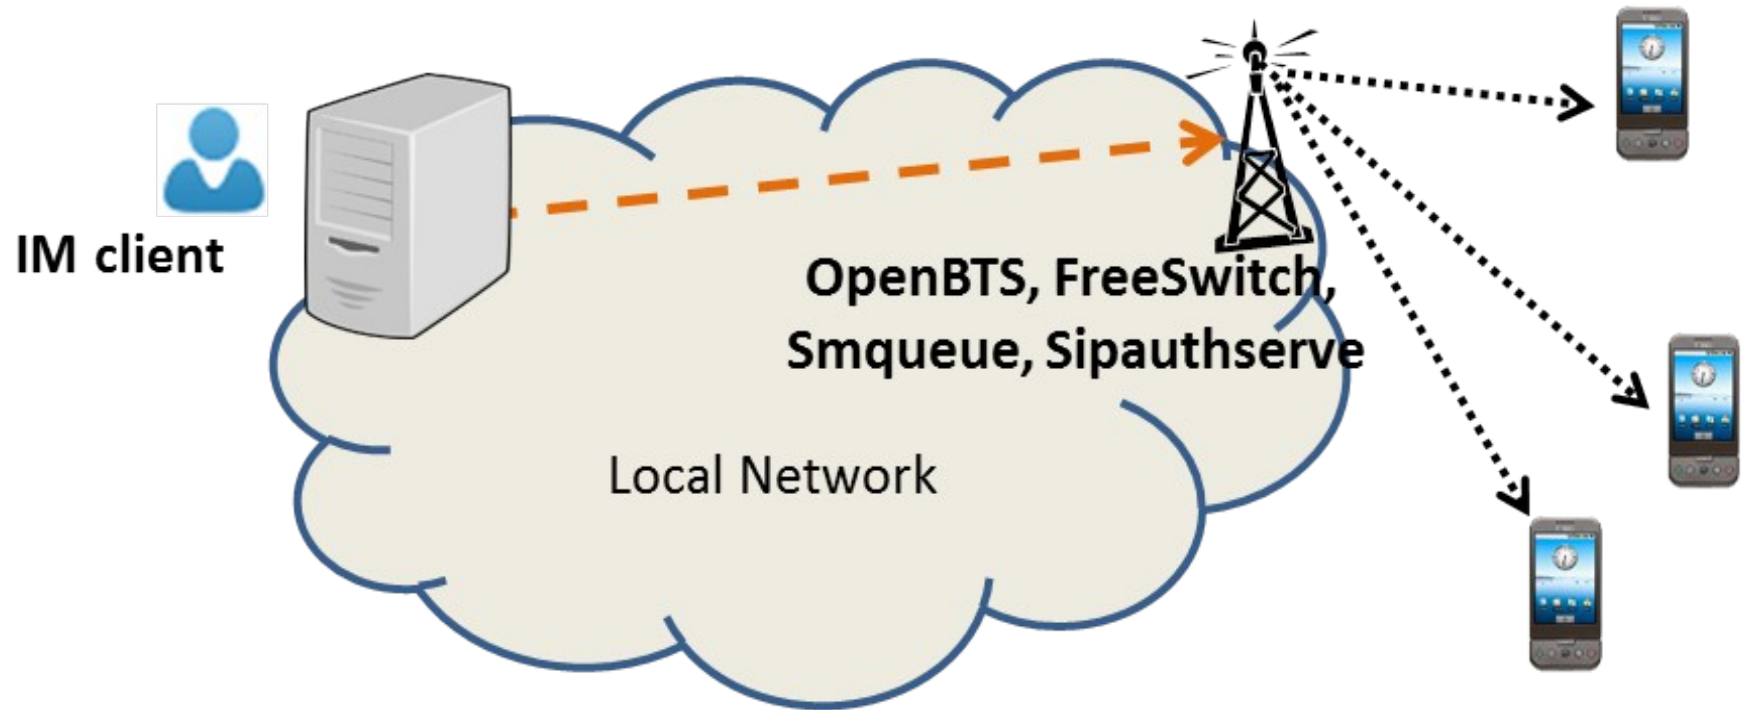 IM client
OpenBTS, FreeSwitch,
Smqueue, Sipauthserve
Local Network